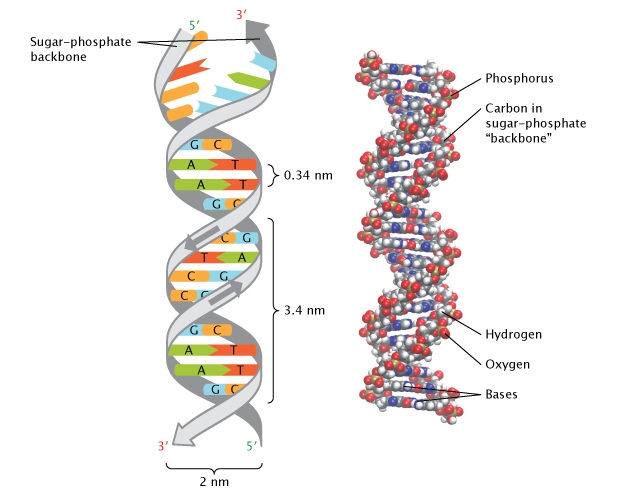 5′ 3′
Sugar–phosphate
backbone
G C
A T
A T
G C
0.34 nm
C G
T A
C G
C G
3.4 nm
G C
A T
A T
G C
3′ 5′
2 nm
Phosphorus
Carbon in
sugar–phosphate
“backbone”
Hydrogen
Oxygen
Bases